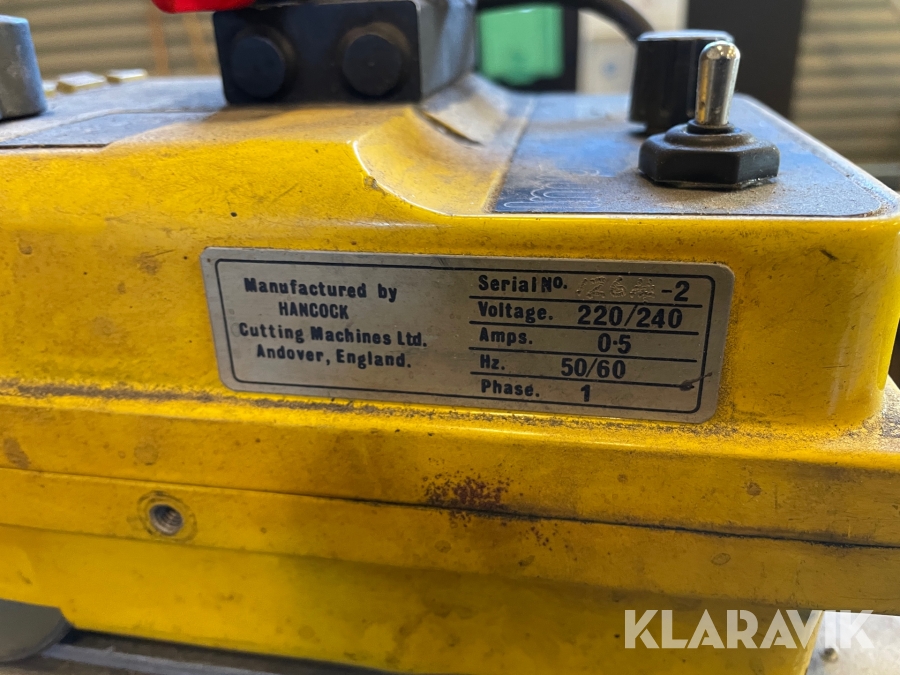 Manufactured by
HANCOCK
Cutting Machines Ltd.
Andover, England.
Serial No. -2
Voltage. 220/240
Amps. 0·5
Hz. 50/60
Phase. 1
KLARAVIK